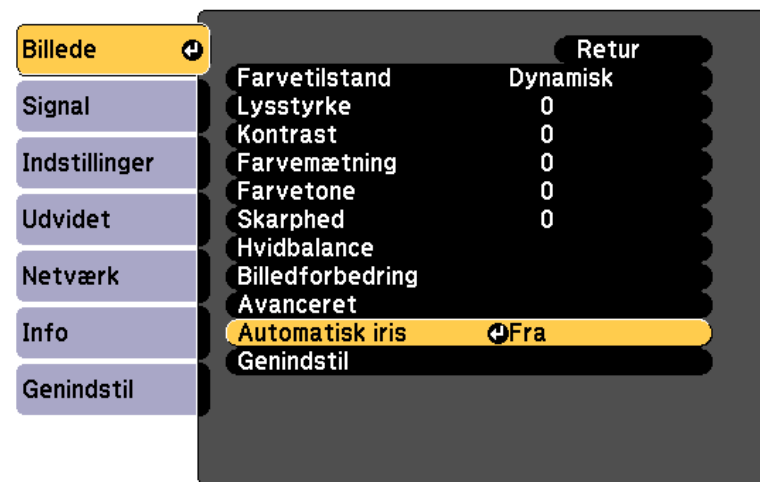 Billede
Signal
Indstillinger
Udvidet
Netværk
Info
Genindstil
Retur
Farvetilstand Dynamisk
Lysstyrke 0
Kontrast 0
Farvemætning 0
Farvetone 0
Skarphed 0
Hvidbalance
Billedforbedring
Avanceret
Automatisk iris Fra
Genindstil